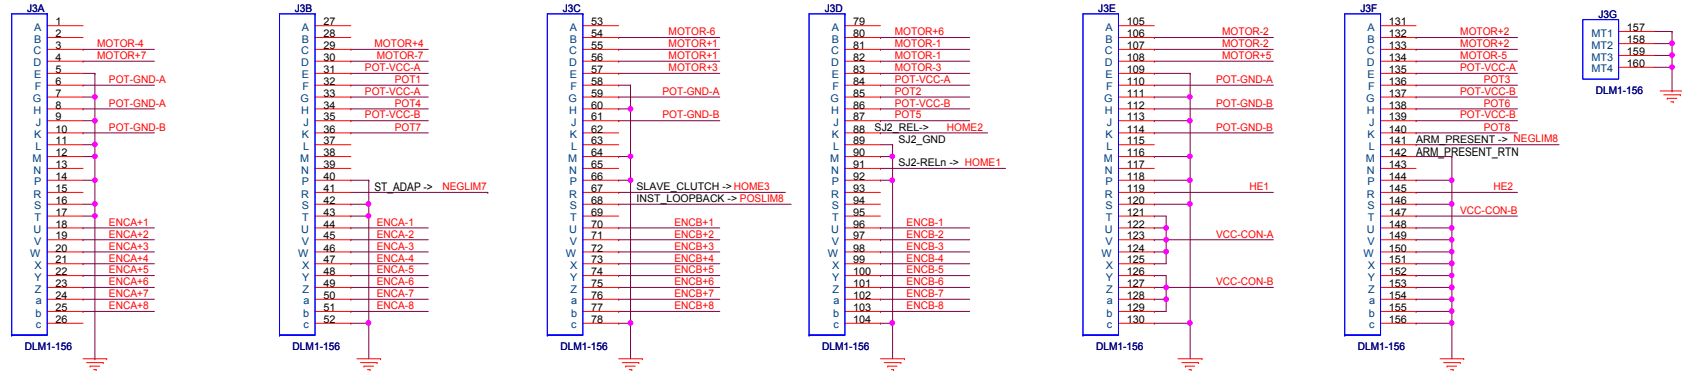 J3A
A 1
B 2
C 3 MOTOR-4
D 4 MOTOR+7
E 5
F 6 POT-GND-A
G 7
H 8 POT-GND-A
J 9
K 10 POT-GND-B
L 11
M 12
N 13
P 14
R 15
S 16
T 17
U 18 ENCA+1
V 19 ENCA+2
W 20 ENCA+3
X 21 ENCA+4
Y 22 ENCA+5
Z 23 ENCA+6
a 24 ENCA+7
b 25 ENCA+8
c 26
DLM1-156
J3B
A 27
B 28
C 29 MOTOR+4
D 30 MOTOR-7
E 31 POT-VCC-A
F 32 POT1
G 33 POT-VCC-A
H 34 POT4
J 35 POT-VCC-B
K 36 POT7
L 37
M 38
N 39
P 40
R 41 ST_ADAP -> NEGLIM7
S 42
T 43
U 44 ENCA-1
V 45 ENCA-2
W 46 ENCA-3
X 47 ENCA-4
Y 48 ENCA-5
Z 49 ENCA-6
a 50 ENCA-7
b 51 ENCA-8
c 52
DLM1-156
J3C
A 53
B 54 MOTOR-6
C 55 MOTOR+1
D 56 MOTOR+1
E 57 MOTOR+3
F 58
G 59 POT-GND-A
H 60
J 61 POT-GND-B
K 62
L 63
M 64
N 65
P 66
R 67 SLAVE_CLUTCH -> HOME3
S 68 INST_LOOPBACK -> POSLIM8
T 69
U 70 ENCB+1
V 71 ENCB+2
W 72 ENCB+3
X 73 ENCB+4
Y 74 ENCB+5
Z 75 ENCB+6
a 76 ENCB+7
b 77 ENCB+8
c 78
DLM1-156
J3D
A 79
B 80 MOTOR+6
C 81 MOTOR-1
D 82 MOTOR-1
E 83 MOTOR-3
F 84 POT-VCC-A
G 85 POT2
H 86 POT-VCC-B
J 87 POT5
K 88 SJ2_REL-> HOME2
L 89 SJ2_GND
M 90
N 91 SJ2-RELn -> HOME1
P 92
R 93
S 94
T 95
U 96 ENCB-1
V 97 ENCB-2
W 98 ENCB-3
X 99 ENCB-4
Y 100 ENCB-5
Z 101 ENCB-6
a 102 ENCB-7
b 103 ENCB-8
c 104
DLM1-156
J3E
A 105
B 106 MOTOR-2
C 107 MOTOR-2
D 108 MOTOR+5
E 109
F 110 POT-GND-A
G 111
H 112 POT-GND-B
J 113
K 114 POT-GND-B
L 115
M 116
N 117
P 118
R 119 HE1
S 120
T 121
U 122
V 123 VCC-CON-A
W 124
X 125
Y 126
Z 127 VCC-CON-B
a 128
b 129
c 130
DLM1-156
J3F
A 131
B 132 MOTOR+2
C 133 MOTOR+2
D 134 MOTOR-5
E 135 POT-VCC-A
F 136 POT3
G 137 POT-VCC-B
H 138 POT6
J 139 POT-VCC-B
K 140 POT8
L 141 ARM_PRESENT -> NEGLIM8
M 142 ARM_PRESENT_RTN
N 143
P 144
R 145 HE2
S 146
T 147 VCC-CON-B
U 148
V 149
W 150
X 151
Y 152
Z 153
a 154
b 155
c 156
DLM1-156
J3G
MT1 157
MT2 158
MT3 159
MT4 160
DLM1-156